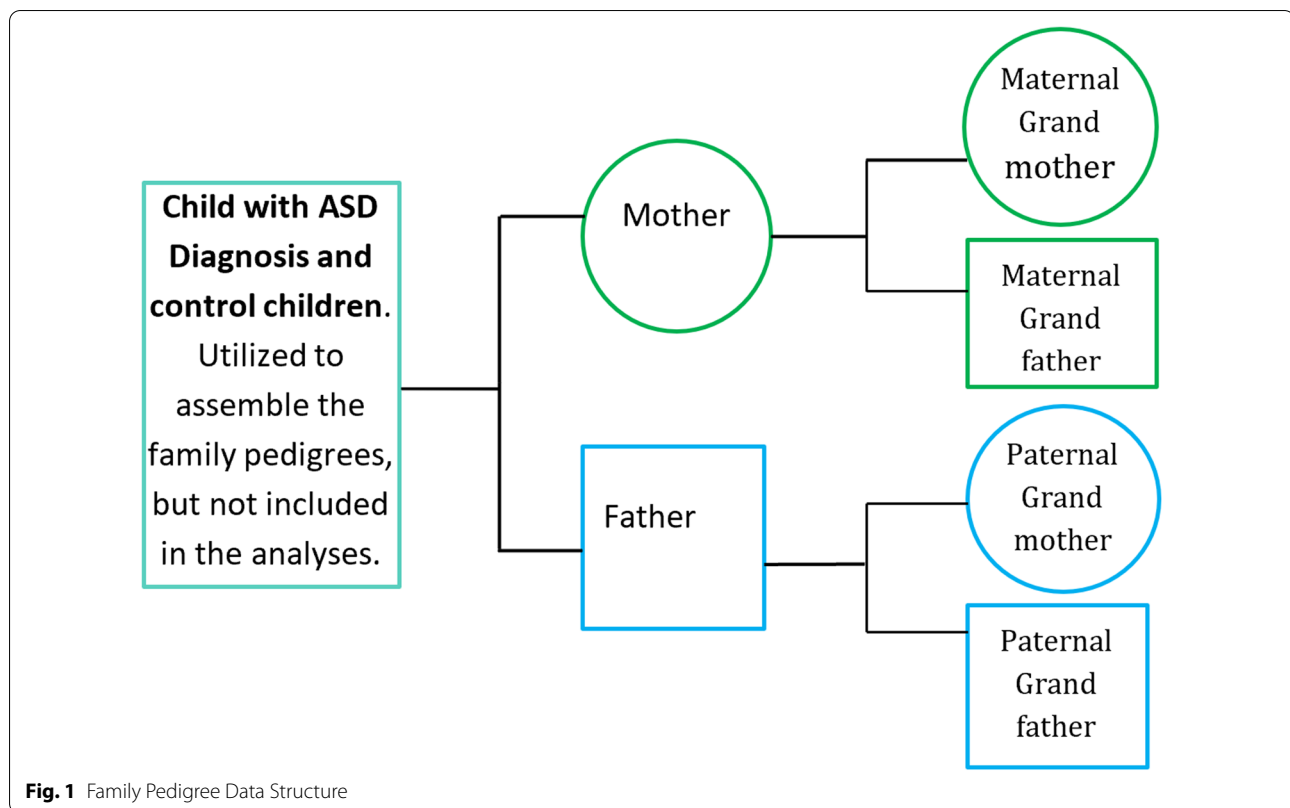 Child with ASD
Diagnosis and
control children.
Utilized to
assemble the
family pedigrees,
but not included
in the analyses.
Mother
Father
Maternal
Grand
mother
Maternal
Grand
father
Paternal
Grand
mother
Paternal
Grand
father
Fig. 1 Family Pedigree Data Structure